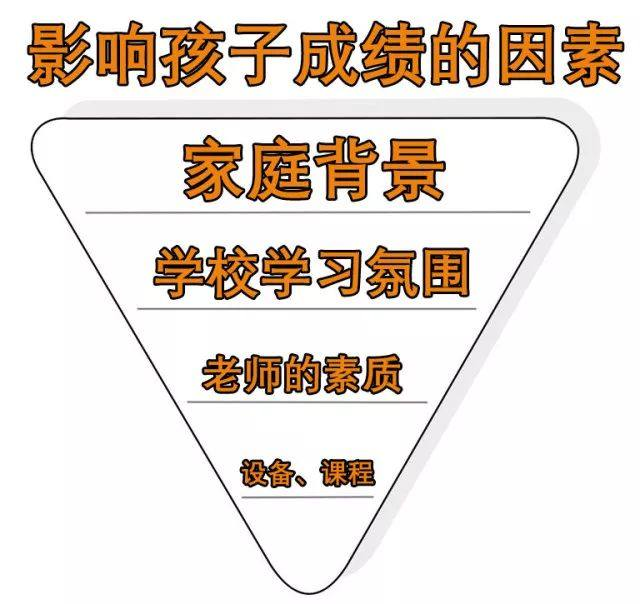 影响孩子成绩的因素
家庭背景
学校学习氛围
老师的素质
设备、课程